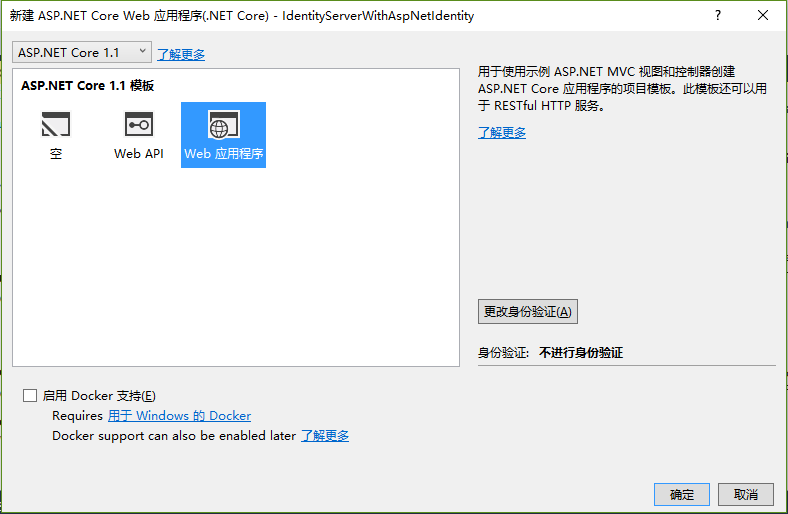 新建 ASP.NET Core Web 应用程序(.NET Core) - IdentityServerWithAspNetIdentity
ASP.NET Core 1.1 了解更多
ASP.NET Core 1.1 模板
空
Web API
Web 应用程序
用于使用示例 ASP.NET MVC 视图和控制器创建
ASP.NET Core 应用程序的项目模板。此模板还可以用
于 RESTful HTTP 服务。
了解更多
更改身份验证(A)
身份验证: 不进行身份验证
启用 Docker 支持(E)
Requires 用于 Windows 的 Docker
Docker support can also be enabled later 了解更多
确定
取消